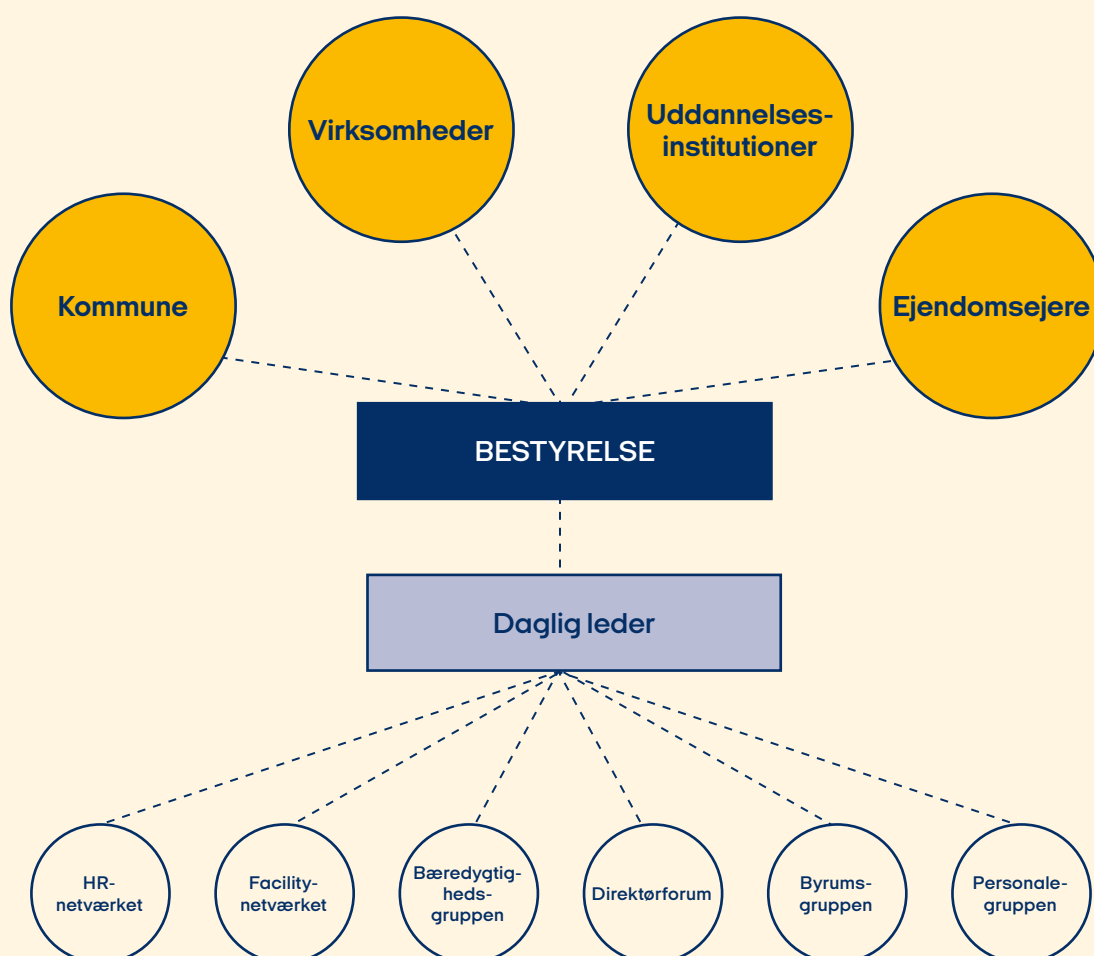 Virksomheder
Uddannelses-
institutioner
Kommune
Ejendomsejere
BESTYRELSE
Daglig leder
HR-
netværket
Facility-
netværket
Bæredygtig-
heds-
gruppen
Direktørforum
Byrums-
gruppen
Personale-
gruppen